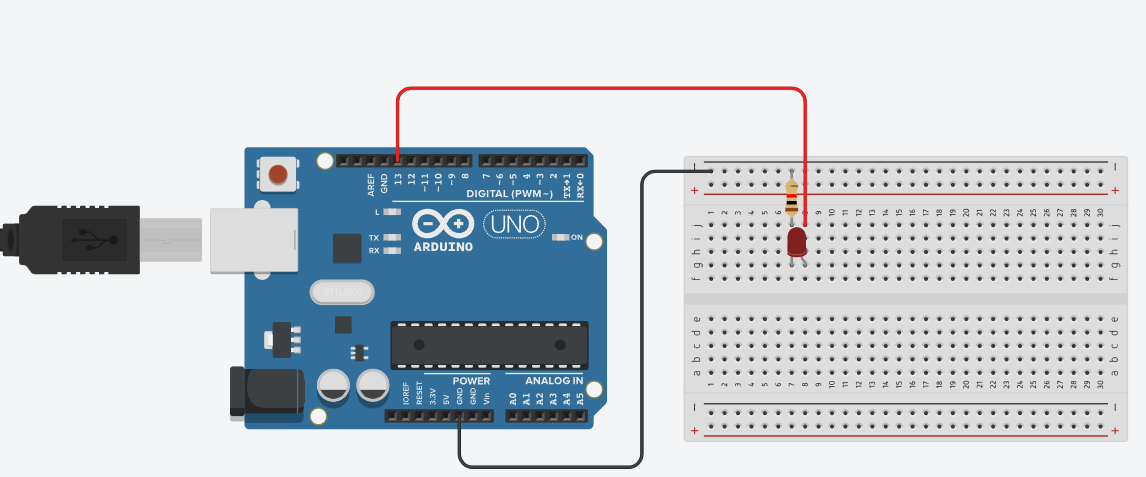 AREF
GND
13
12
~11
~10
~9
8
7
~6
~5
4
~3
2
TX→1
RX←0
DIGITAL (PWM~)
L
TX
RX
ARDUINO
UNO
ON
POWER
ANALOG IN
IOREF
RESET
3.3V
5V
GND
GND
Vin
A0
A1
A2
A3
A4
A5
− −
+ +
1 2 3 4 5 6 7 8 9 10 11 12 13 14 15 16 17 18 19 20 21 22 23 24 25 26 27 28 29 30
j j
i i
h h
g g
f f
e e
d d
c c
b b
a a
1 2 3 4 5 6 7 8 9 10 11 12 13 14 15 16 17 18 19 20 21 22 23 24 25 26 27 28 29 30
− −
+ +